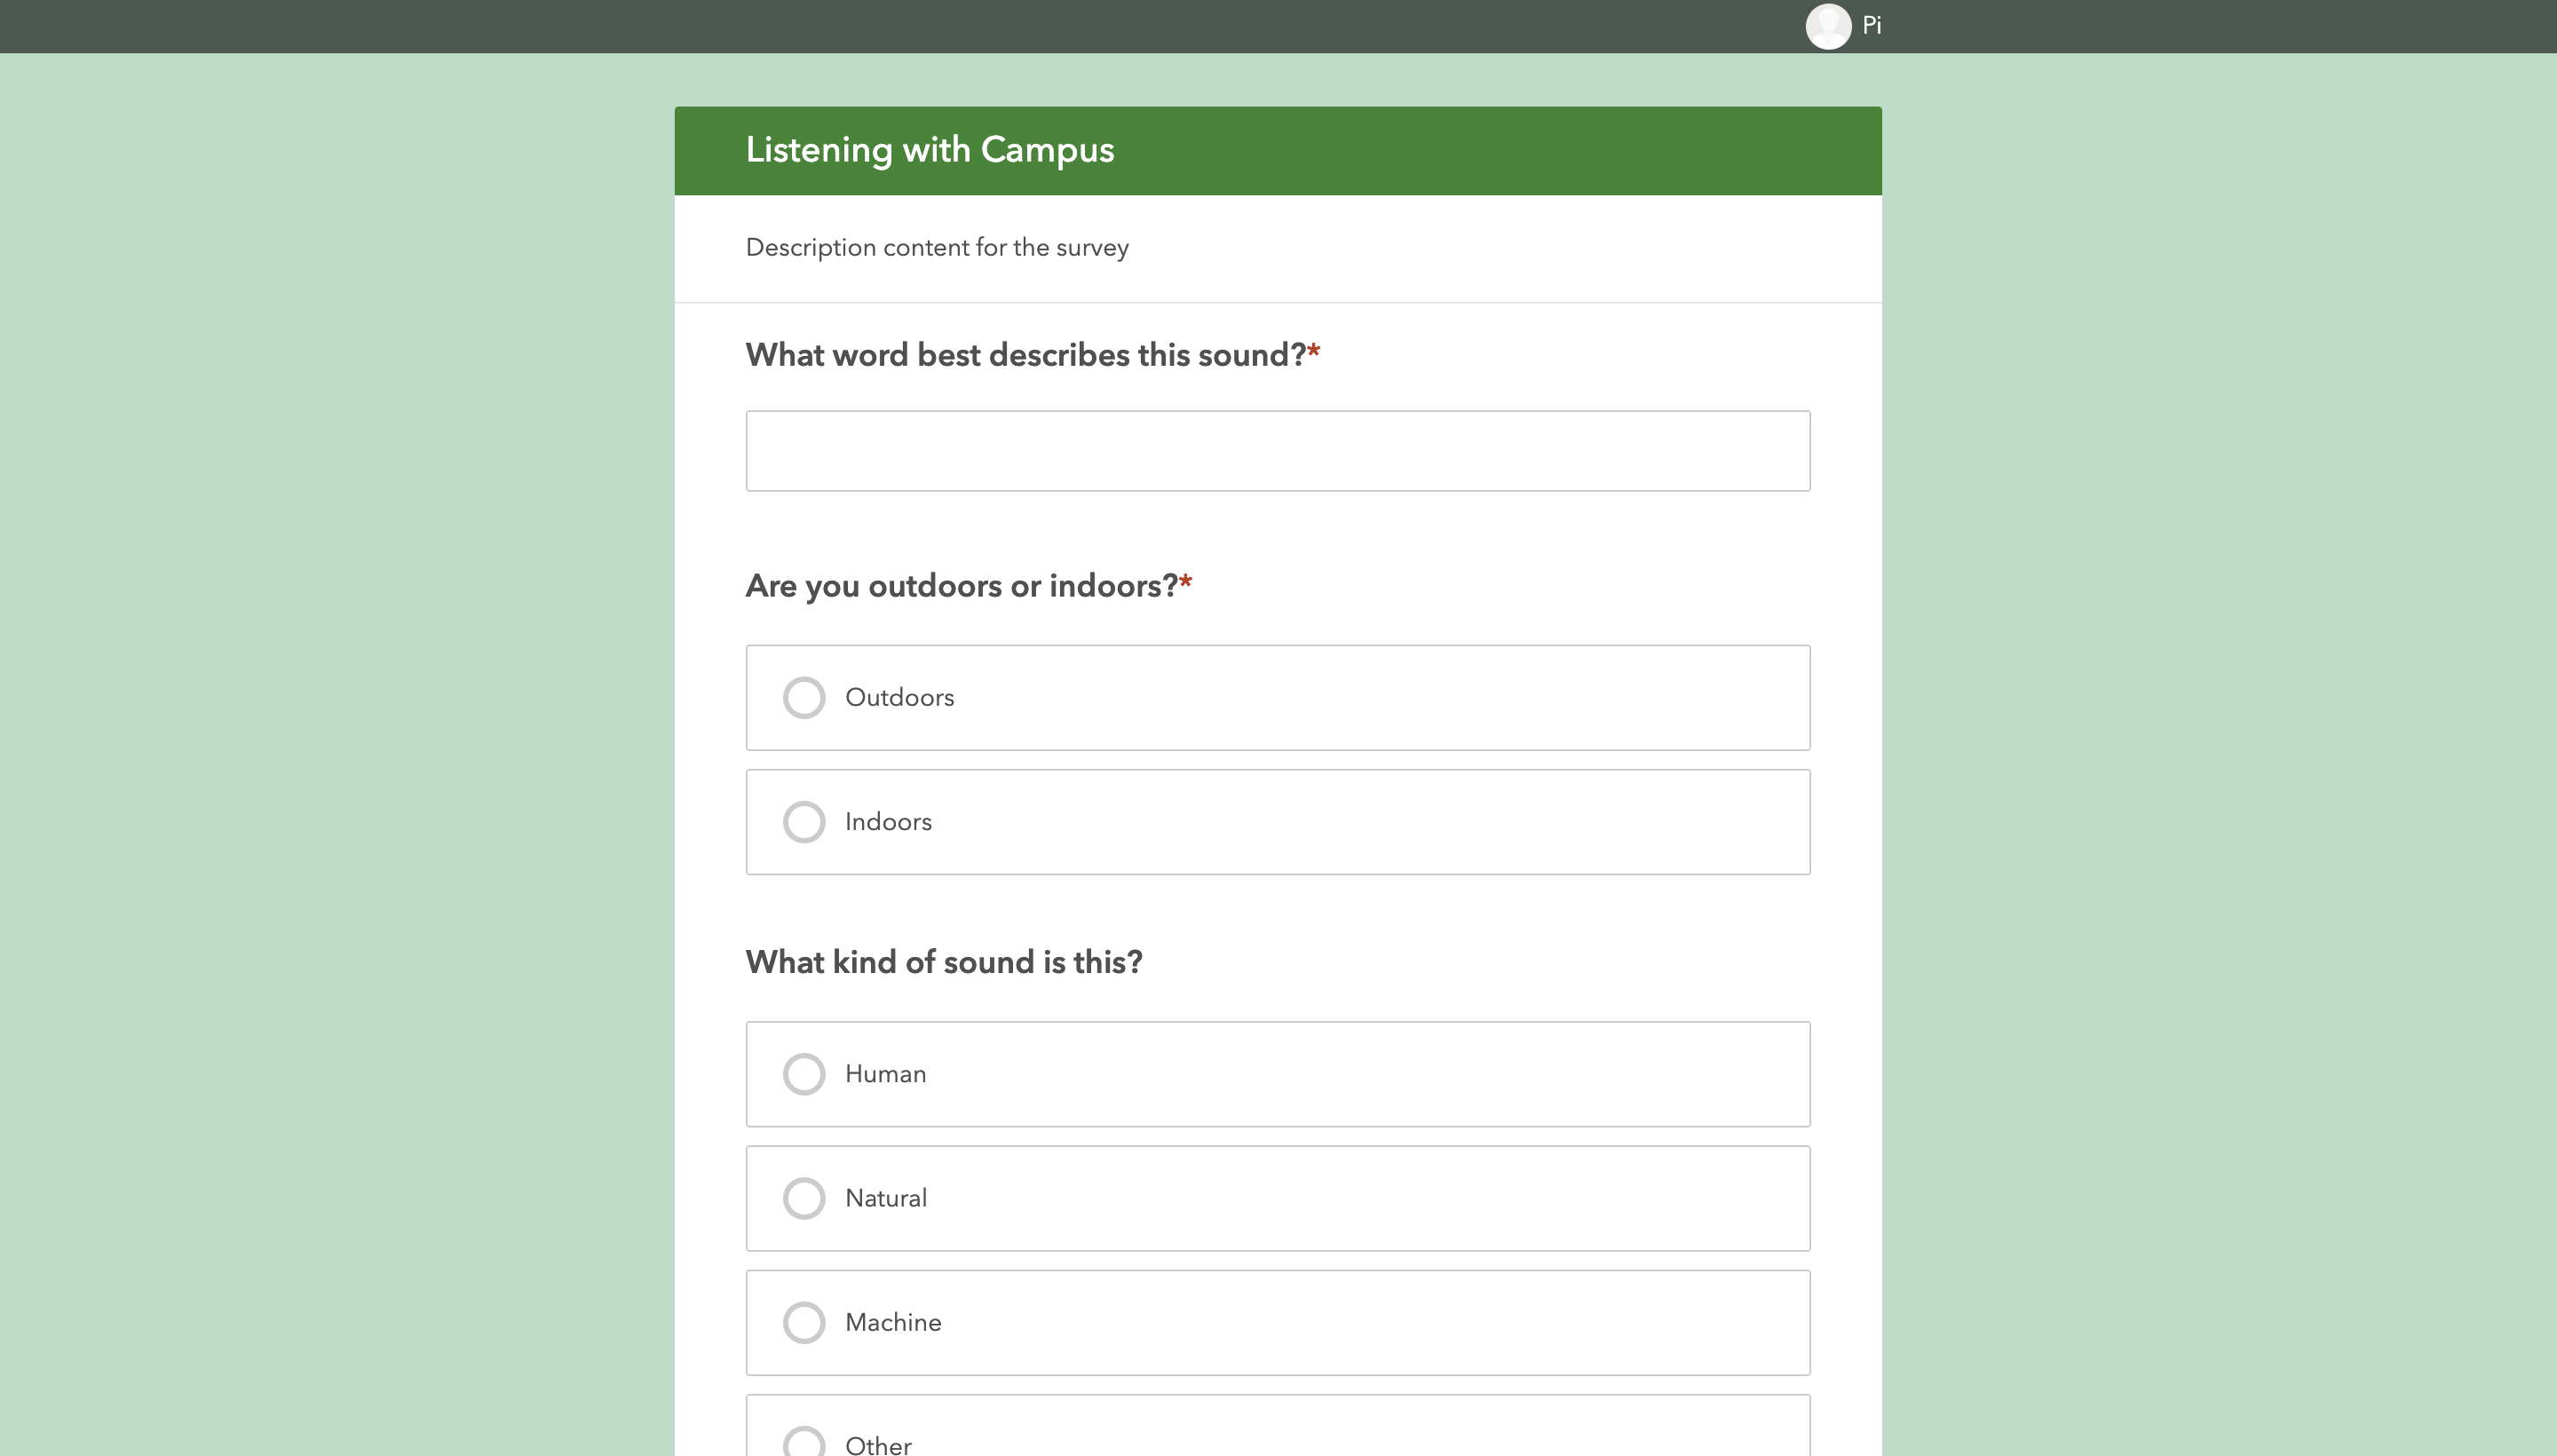 Pi
Listening with Campus
Description content for the survey
What word best describes this sound?*
Are you outdoors or indoors?*
Outdoors
Indoors
What kind of sound is this?
Human
Natural
Machine
Other